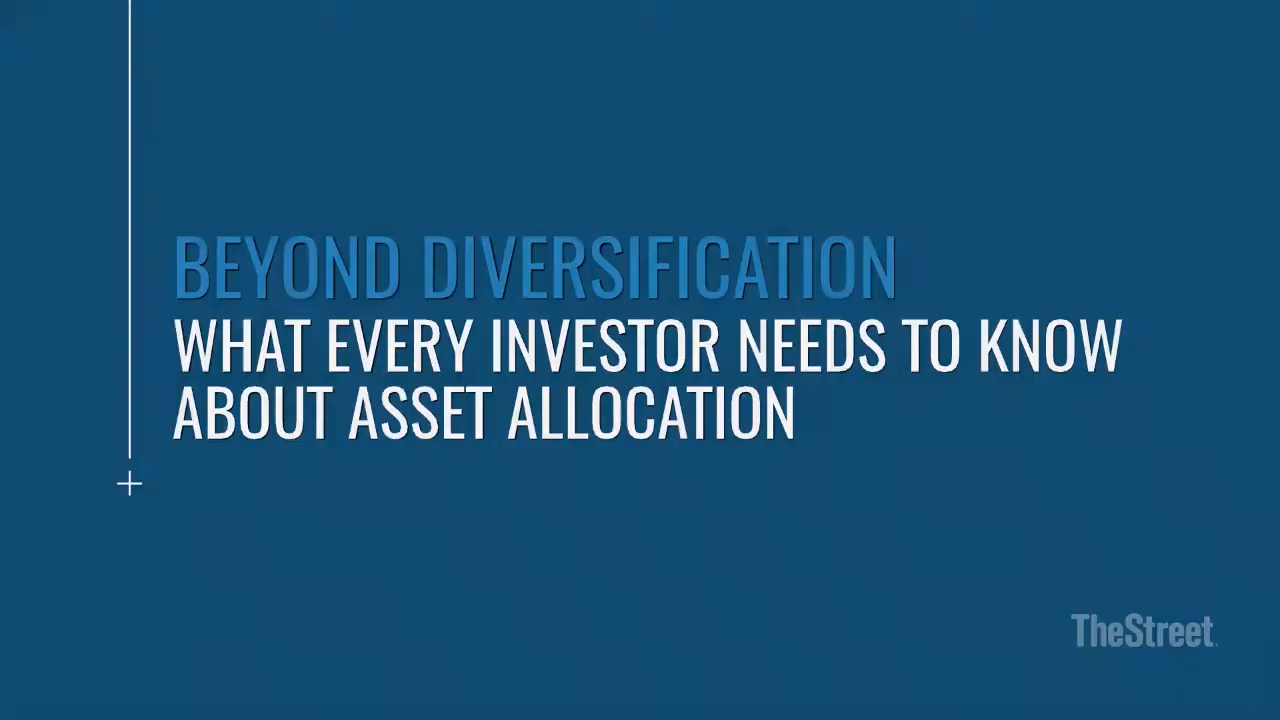 BEYOND DIVERSIFICATION
WHAT EVERY INVESTOR NEEDS TO KNOW
ABOUT ASSET ALLOCATION
TheStreet